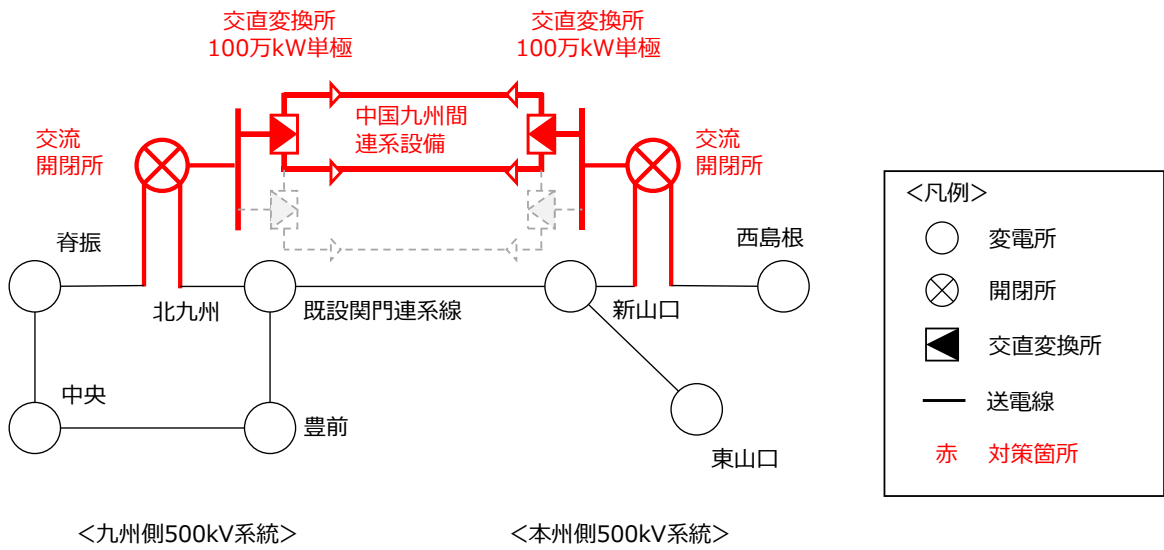 交直変換所
100万kW単極
交直変換所
100万kW単極
中国九州間
連系設備
交流
開閉所
交流
開閉所
脊振
北九州
既設関門連系線
新山口
西島根
中央
豊前
東山口
＜九州側500kV系統＞
＜本州側500kV系統＞
＜凡例＞
変電所
開閉所
交直変換所
送電線
赤 対策箇所